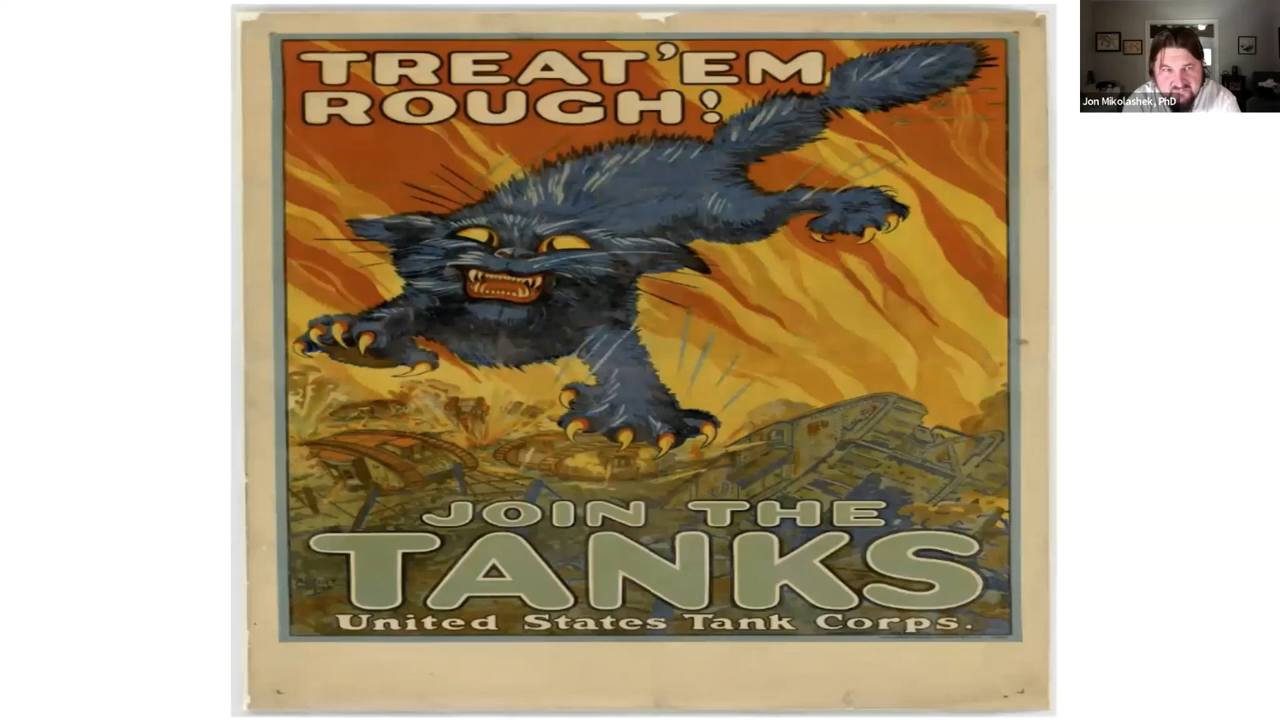 TREAT'EM
ROUGH!
JOIN THE
TANKS
United States Tank Corps.
Jon Mikolashek, PhD